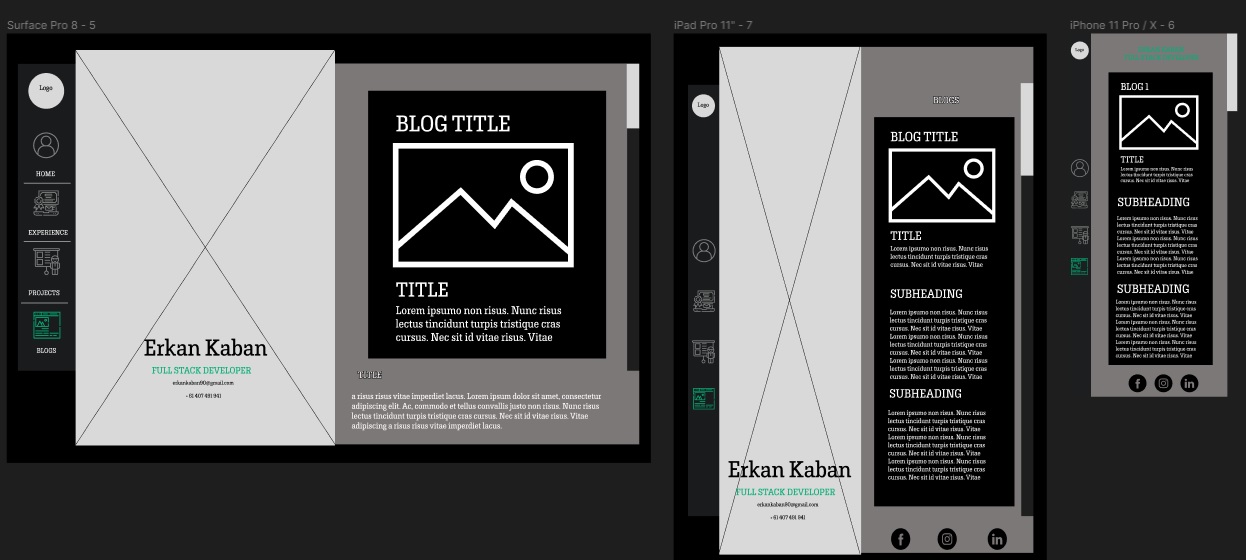 Surface Pro 8 - 5
Logo
HOME
EXPERIENCE
PROJECTS
BLOGS
Erkan Kaban
FULL STACK DEVELOPER
erkankaban90@gmail.com
+61 407 491 941
BLOG TITLE
TITLE
Lorem ipsumo non risus. Nunc risus
lectus tincidunt turpis tristique cras
cursus. Nec sit id vitae risus. Vitae
TITLE
a risus risus vitae imperdiet lacus. Lorem ipsum dolor sit amet, consectetur
adipiscing elit. Ac, commodo et tellus convallis justo non risus. Nunc risus
lectus tincidunt turpis tristique cras cursus. Nec sit id vitae risus. Vitae
adipiscing a risus risus vitae imperdiet lacus.
iPad Pro 11" - 7
Logo
Erkan Kaban
FULL STACK DEVELOPER
erkankaban90@gmail.com
+61 407 491 941
BLOGS
BLOG TITLE
TITLE
Lorem ipsumo non risus. Nunc risus
lectus tincidunt turpis tristique cras
cursus. Nec sit id vitae risus. Vitae
SUBHEADING
Lorem ipsumo non risus. Nunc risus
lectus tincidunt turpis tristique cras
cursus. Nec sit id vitae risus. Vitae
Lorem ipsumo non risus. Nunc risus
lectus tincidunt turpis tristique cras
cursus. Nec sit id vitae risus. Vitae
Lorem ipsumo non risus. Nunc risus
lectus tincidunt turpis tristique cras
cursus. Nec sit id vitae risus. Vitae
SUBHEADING
Lorem ipsumo non risus. Nunc risus
lectus tincidunt turpis tristique cras
cursus. Nec sit id vitae risus. Vitae
Lorem ipsumo non risus. Nunc risus
lectus tincidunt turpis tristique cras
cursus. Nec sit id vitae risus. Vitae
Lorem ipsumo non risus. Nunc risus
lectus tincidunt turpis tristique cras
cursus. Nec sit id vitae risus. Vitae
iPhone 11 Pro / X - 6
Logo
BLOG 1
TITLE
Lorem ipsumo non risus. Nunc risus
lectus tincidunt turpis tristique cras
cursus. Nec sit id vitae risus. Vitae
SUBHEADING
Lorem ipsumo non risus. Nunc risus
lectus tincidunt turpis tristique cras
cursus. Nec sit id vitae risus. Vitae
Lorem ipsumo non risus. Nunc risus
lectus tincidunt turpis tristique cras
cursus. Nec sit id vitae risus. Vitae
Lorem ipsumo non risus. Nunc risus
lectus tincidunt turpis tristique cras
cursus. Nec sit id vitae risus. Vitae
SUBHEADING
Lorem ipsumo non risus. Nunc risus
lectus tincidunt turpis tristique cras
cursus. Nec sit id vitae risus. Vitae
Lorem ipsumo non risus. Nunc risus
lectus tincidunt turpis tristique cras
cursus. Nec sit id vitae risus. Vitae
Lorem ipsumo non risus. Nunc risus
lectus tincidunt turpis tristique cras
cursus. Nec sit id vitae risus. Vitae